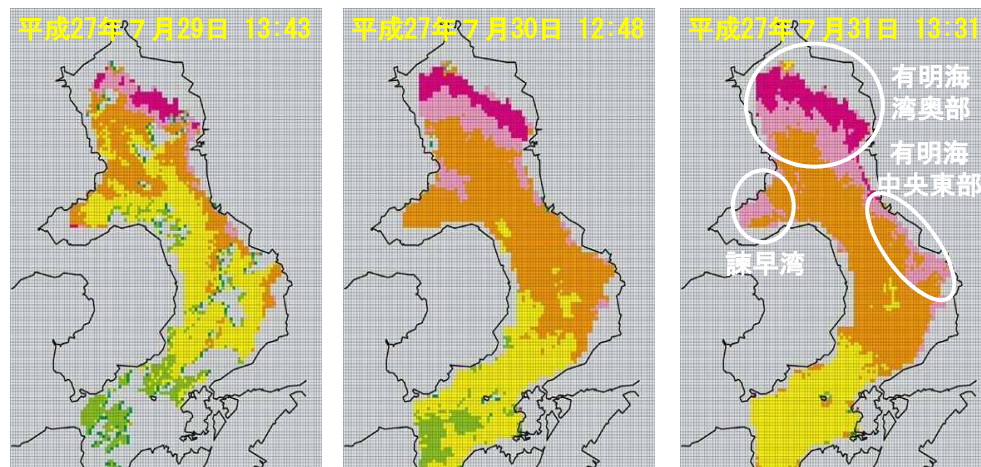 平成27年7月29日 13:43
平成27年7月30日 12:48
平成27年7月31日 13:31
有明海
湾奥部
有明海
中央東部
諫早湾